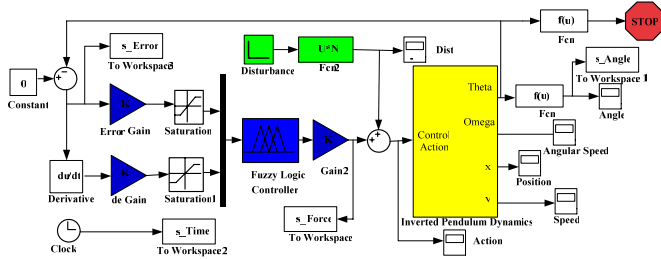 f(u)
STOP
Fcn
s_Error
To Workspace3
U*N
Disturbance
Fcn2
Dist
s_Angle
To Workspace 1
0
Constant
K
Error Gain
Saturation
Theta
f(u)
Fcn
Angle
Fuzzy Logic
Controller
K
Gain2
Control
Action
Omega
Angular Speed
x
Position
v
Speed
du/dt
Derivative
K
de Gain
Saturation1
s_Force
To Workspace
Inverted Pendulum Dynamics
Clock
s_Time
To Workspace2
Action